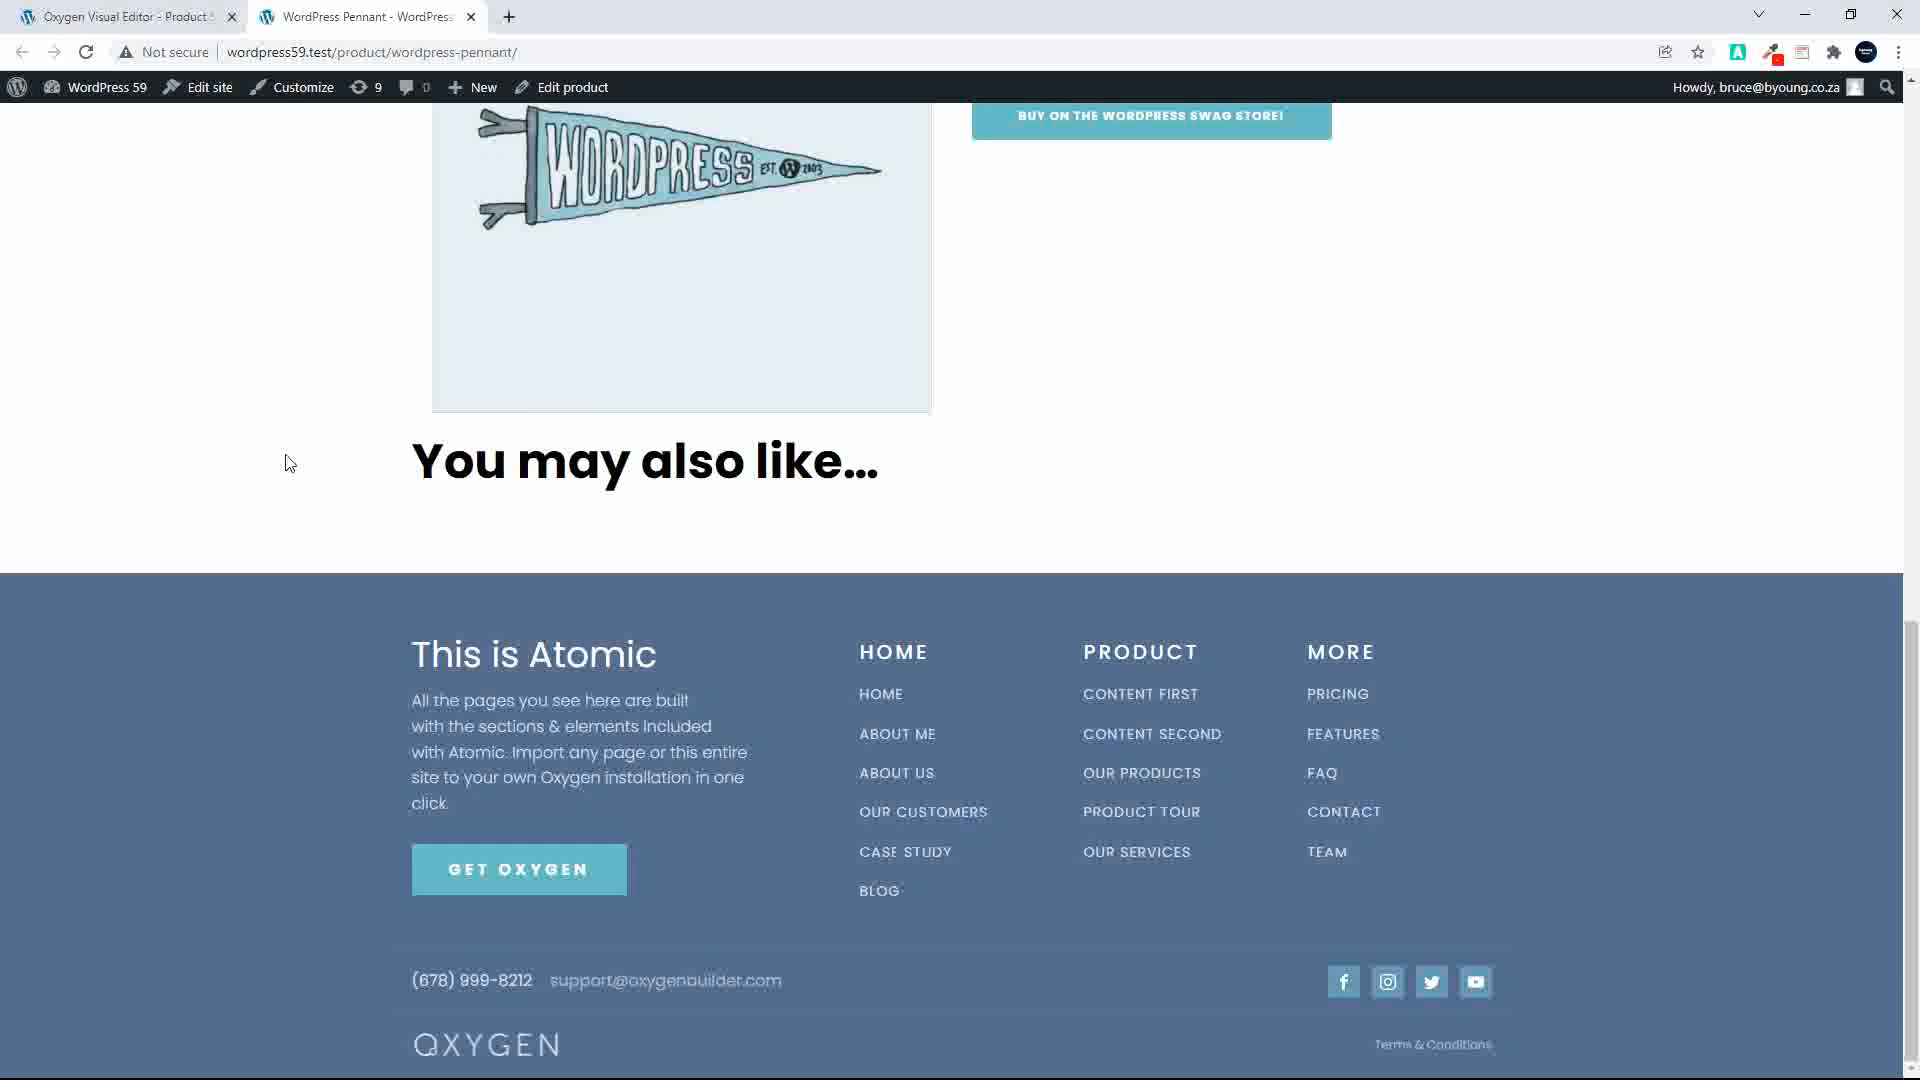 Oxygen Visual Editor - Product S
WordPress Pennant - WordPress
Not secure
wordpress59.test/product/wordpress-pennant/
WordPress 59
Edit site
Customize
9
0
New
Edit product
Howdy, bruce@byoung.co.za
WORDPRESS EST. 2003
BUY ON THE WORDPRESS SWAG STORE!
You may also like…
This is Atomic
All the pages you see here are built
with the sections & elements included
with Atomic. Import any page or this entire
site to your own Oxygen installation in one
click.
GET OXYGEN
HOME
HOME
ABOUT ME
ABOUT US
OUR CUSTOMERS
CASE STUDY
BLOG
PRODUCT
CONTENT FIRST
CONTENT SECOND
OUR PRODUCTS
PRODUCT TOUR
OUR SERVICES
MORE
PRICING
FEATURES
FAQ
CONTACT
TEAM
(678) 999-8212
support@oxygenbuilder.com
OXYGEN
Terms & Conditions